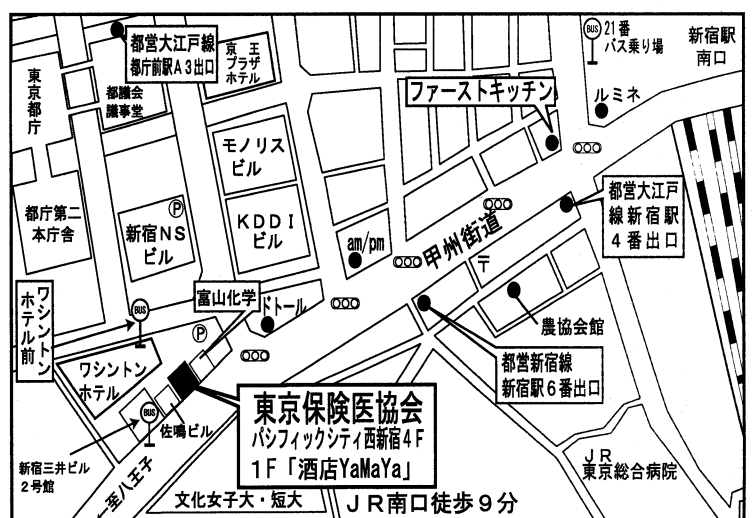 都営大江戸線
都庁前駅A3出口
京王
プラザ
ホテル
BUS
21番
バス乗り場
新宿駅
南口
東京都庁
都議会
議事堂
ファーストキッチン
ルミネ
モノリス
ビル
都庁第二
本庁舎
P
新宿NS
ビル
KDDI
ビル
am/pm
甲州街道
〒
都営大江戸
線新宿駅
4番出口
ワシントン
ホテル前
BUS
富山化学
ドトール
P
農協会館
ワシントン
ホテル
都営新宿線
新宿駅6番出口
BUS
佐鳴ビル
東京保険医協会
パシフィックシティ西新宿4F
1F「酒店YaMaYa」
新宿三井ビル
2号館
←至八王子
文化女子大・短大
JR南口徒歩9分
JR
東京総合病院